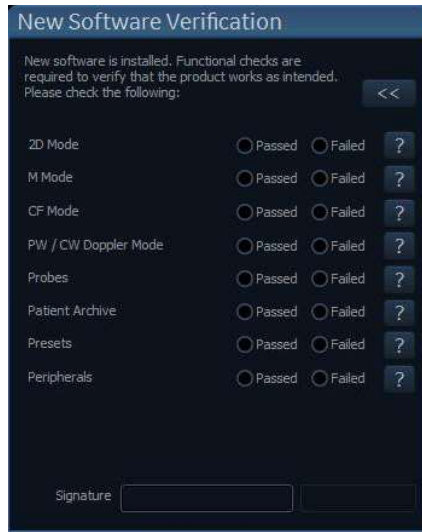 New Software Verification
New software is installed. Functional checks are
required to verify that the product works as intended.
Please check the following:
<<
2D Mode Passed Failed ?
M Mode Passed Failed ?
CF Mode Passed Failed ?
PW / CW Doppler Mode Passed Failed ?
Probes Passed Failed ?
Patient Archive Passed Failed ?
Presets Passed Failed ?
Peripherals Passed Failed ?
Signature